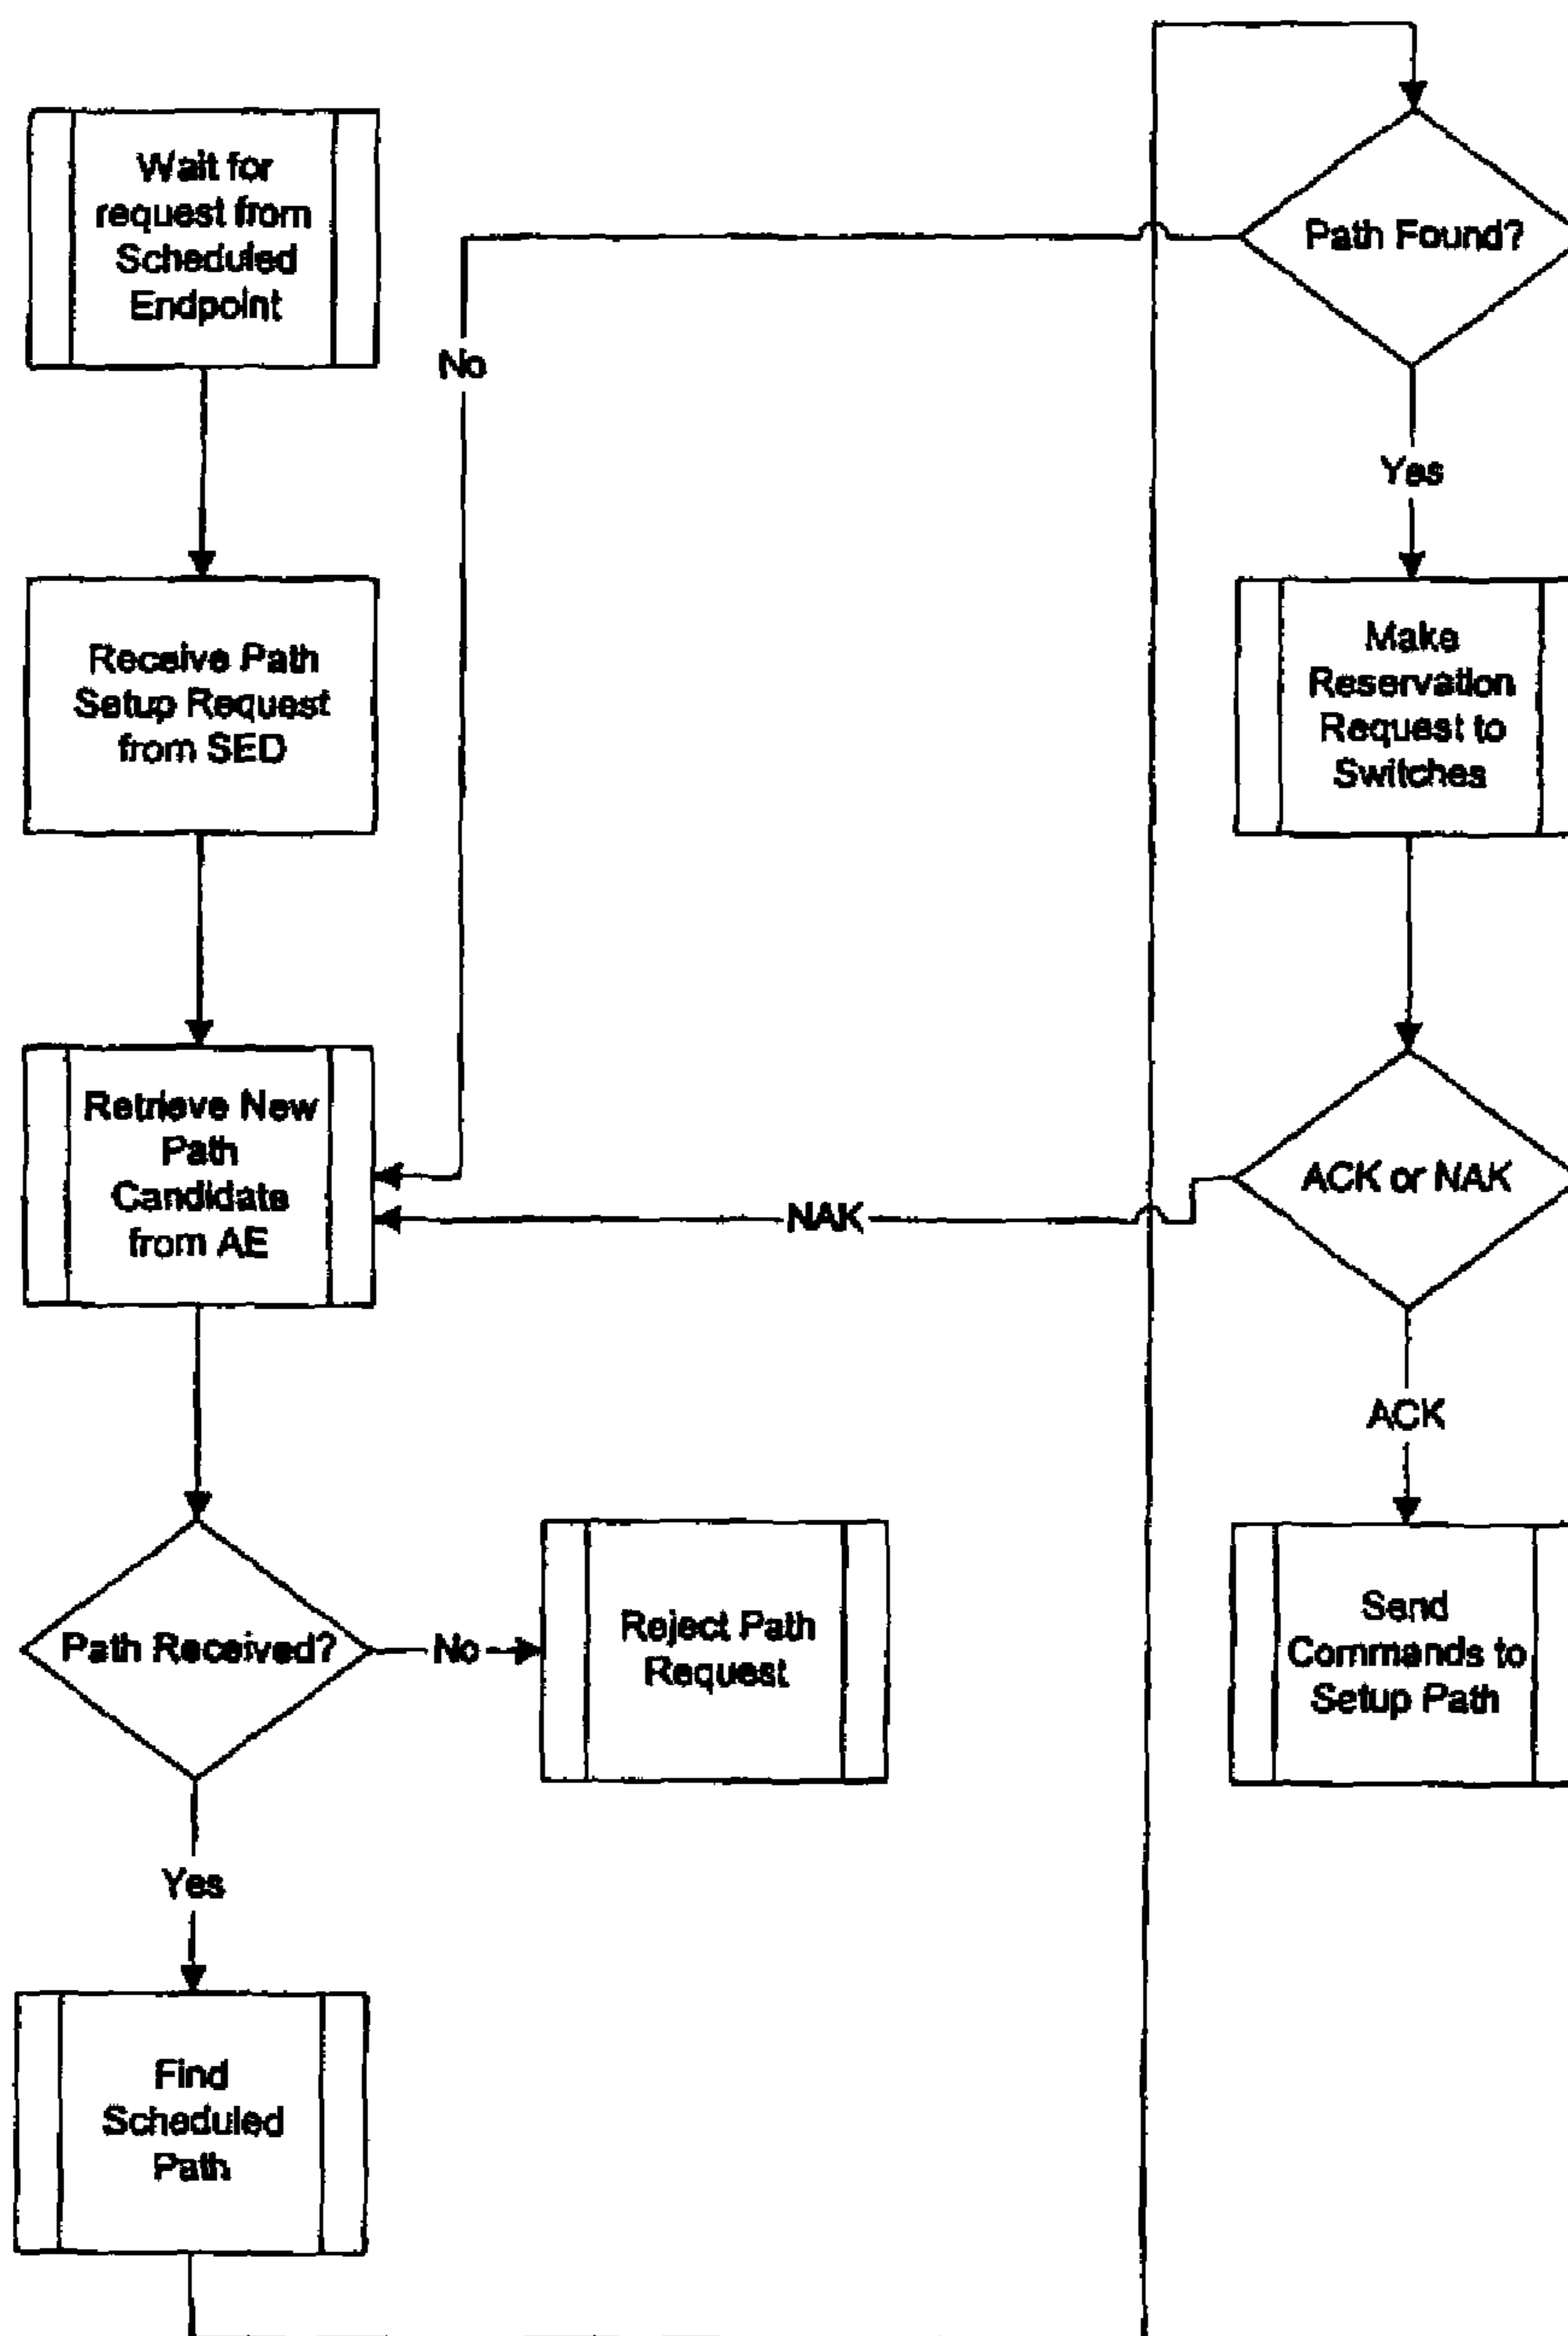 Wait for
request from
Scheduled
Endpoint
Receive Path
Setup Request
from SED
Retrieve New
Path
Candidate
from AE
Path Received?
No
Reject Path
Request
Yes
Find
Scheduled
Path
Path Found?
No
Yes
Make
Reservation
Request to
Switches
ACK or NAK
NAK
ACK
Send
Commands to
Setup Path